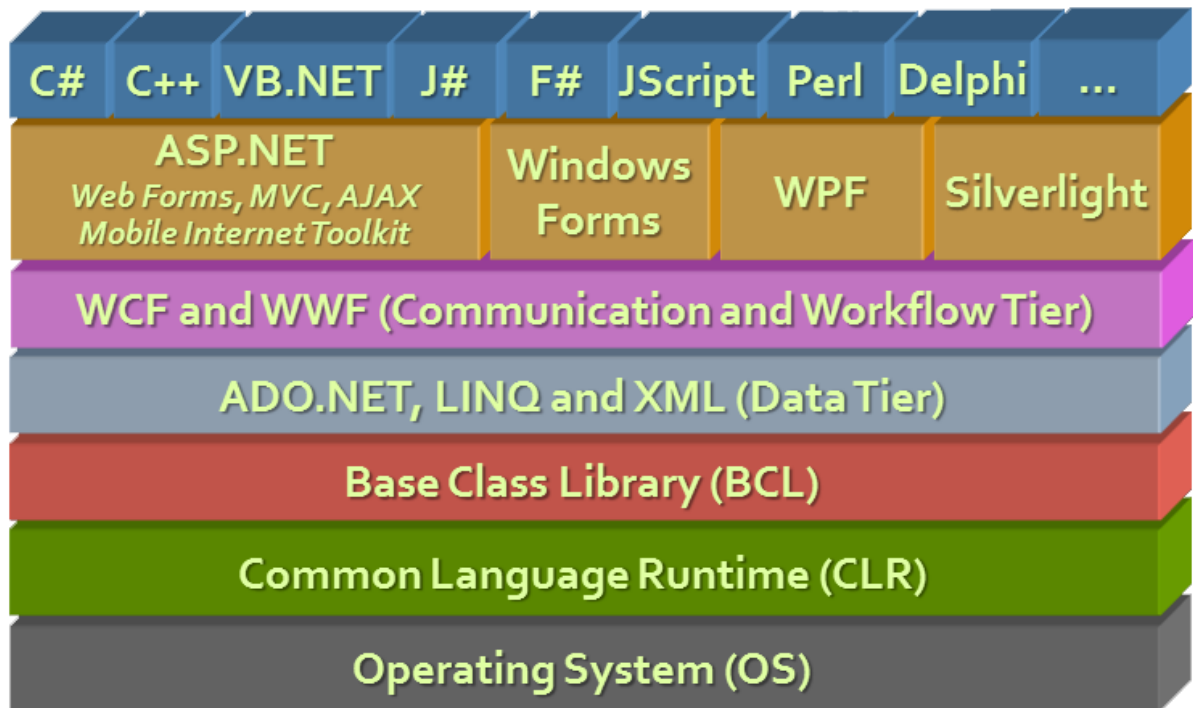 C# C++ VB.NET J# F# JScript Perl Delphi ...
ASP.NET
Web Forms, MVC, AJAX
Mobile Internet Toolkit
Windows
Forms
WPF
Silverlight
WCF and WWF (Communication and Workflow Tier)
ADO.NET, LINQ and XML (Data Tier)
Base Class Library (BCL)
Common Language Runtime (CLR)
Operating System (OS)